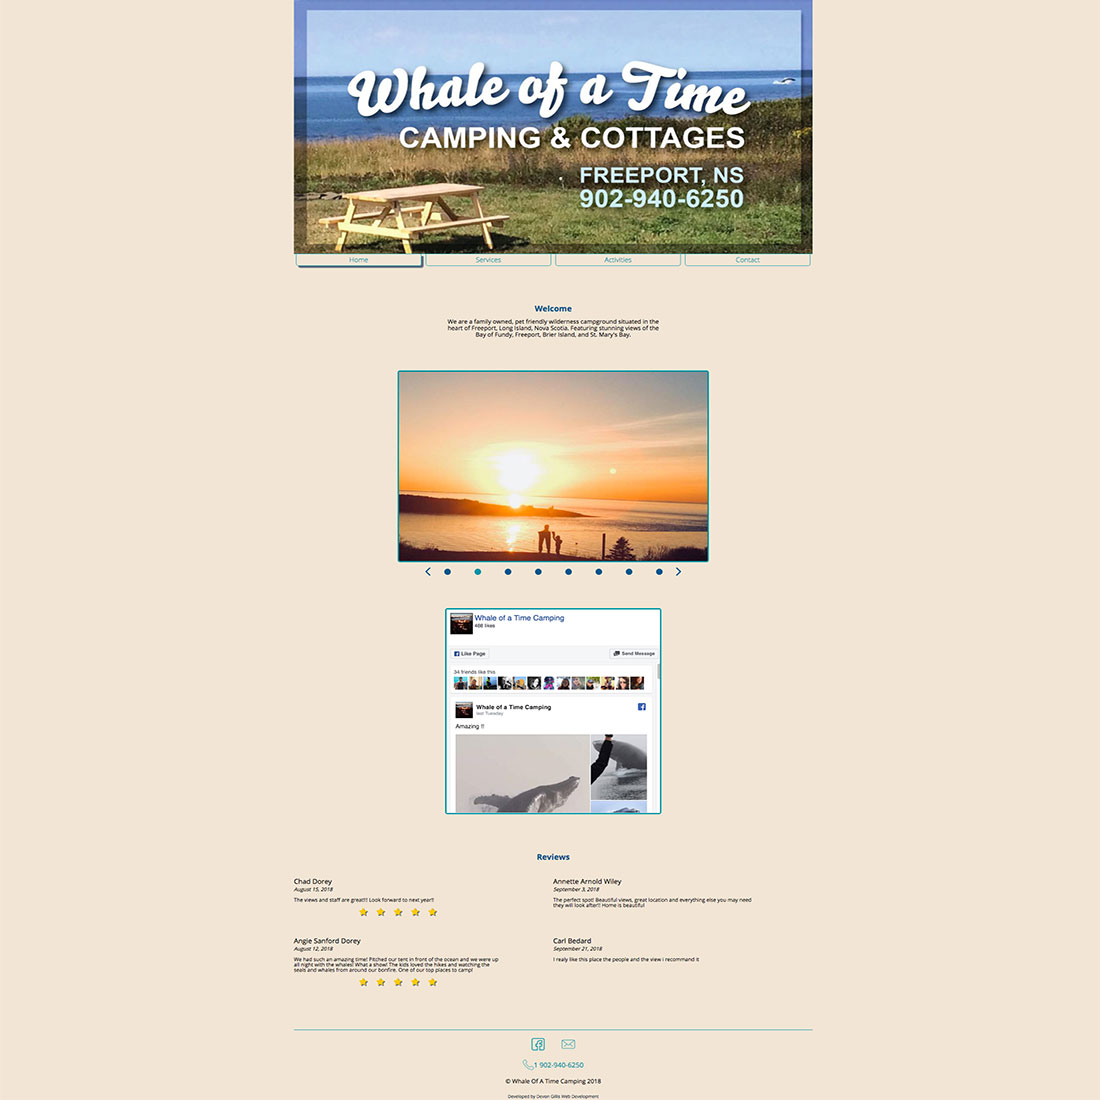 Whale of a Time
CAMPING & COTTAGES
FREEPORT, NS
902-940-6250
Home
Services
Activities
Contact
Welcome
We are a family owned, pet friendly wilderness campground situated in the
heart of Freeport, Long Island, Nova Scotia. Featuring stunning views of the
Bay of Fundy, Freeport, Brier Island, and St. Mary's Bay.
Whale of a Time Camping
468 likes
Like Page
Send Message
34 friends like this
Whale of a Time Camping
last Tuesday
Amazing !!
Reviews
Chad Dorey
August 15, 2018
The views and staff are great!!! Look forward to next year!!
Annette Arnold Wiley
September 3, 2018
The perfect spot! Beautiful views, great location and everything else you may need
they will look after!! Home is beautiful
Angie Sanford Dorey
August 12, 2018
We had such an amazing time! Pitched our tent in front of the ocean and we were up
all night with the whales! What a show! The kids loved the hikes and watching the
seals and whales from around our bonfire. One of our top places to camp!
Carl Bedard
September 21, 2018
I realy like this place the people and the view i recommand it
1 902-940-6250
© Whale Of A Time Camping 2018
Developed by Devon Gillis Web Development